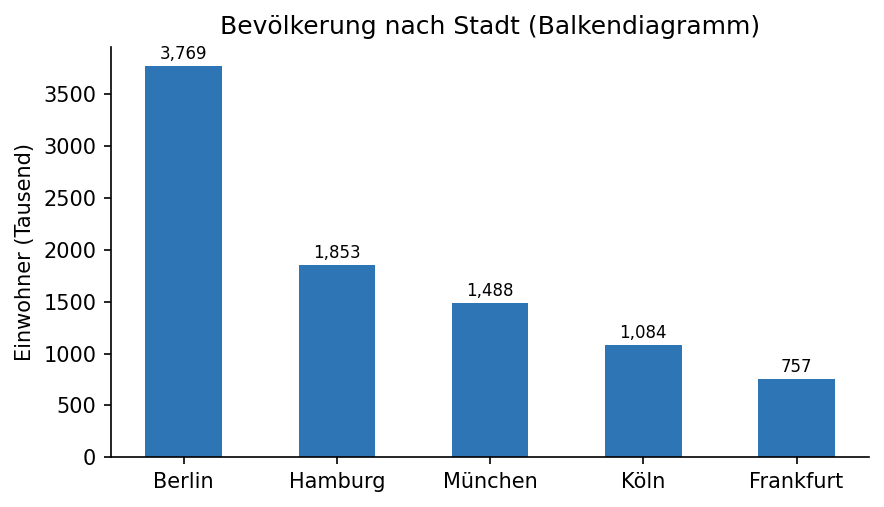 Bevölkerung nach Stadt (Balkendiagramm)
Einwohner (Tausend)
3500
3000
2500
2000
1500
1000
500
0
3,769
1,853
1,488
1,084
757
Berlin
Hamburg
München
Köln
Frankfurt